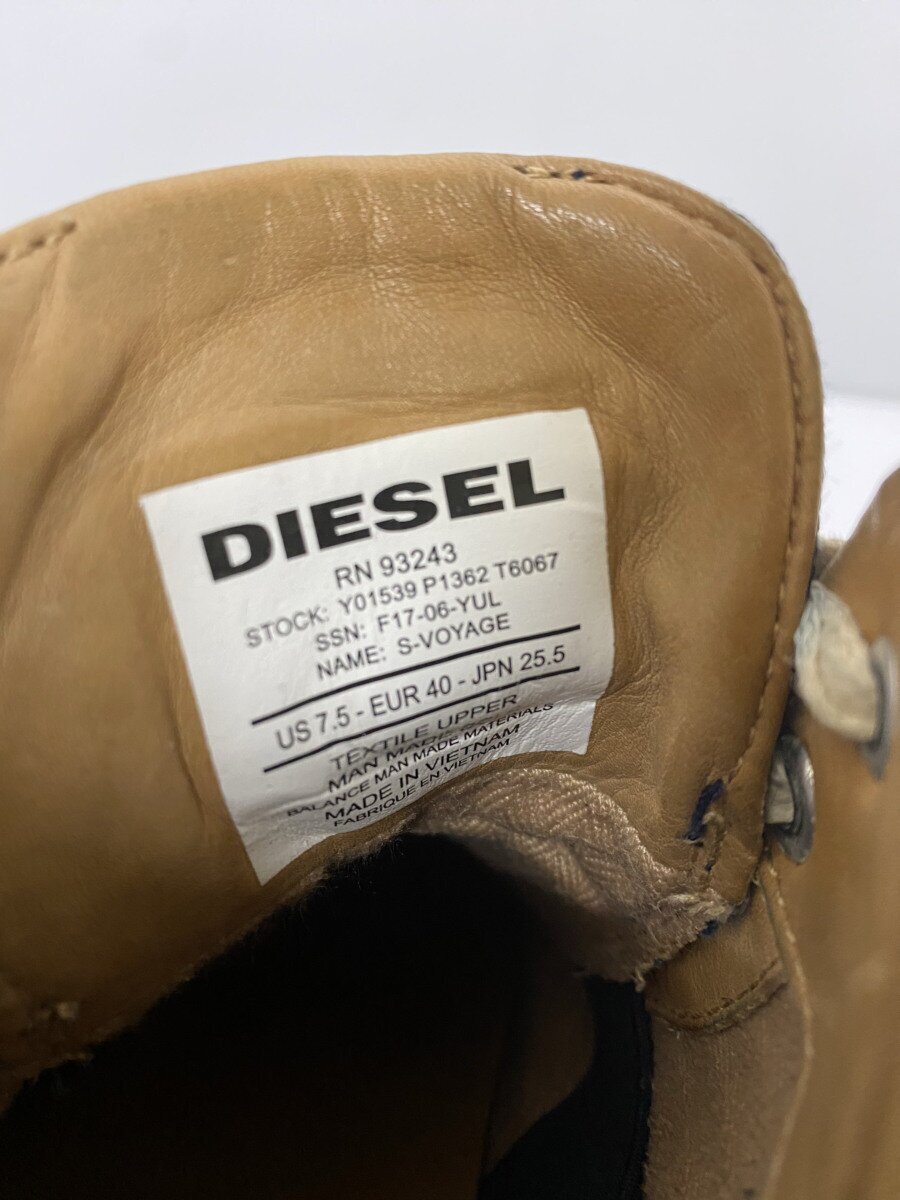 DIESEL
RN 93243
STOCK: Y01539 P1362 T6067
SSN: F17-06-YUL
NAME: S-VOYAGE
US 7.5 - EUR 40 - JPN 25.5
TEXTILE UPPER
MAN MADE
BALANCE MAN MADE MATERIALS
MADE IN VIETNAM
FABRIQUE EN VIETNAM